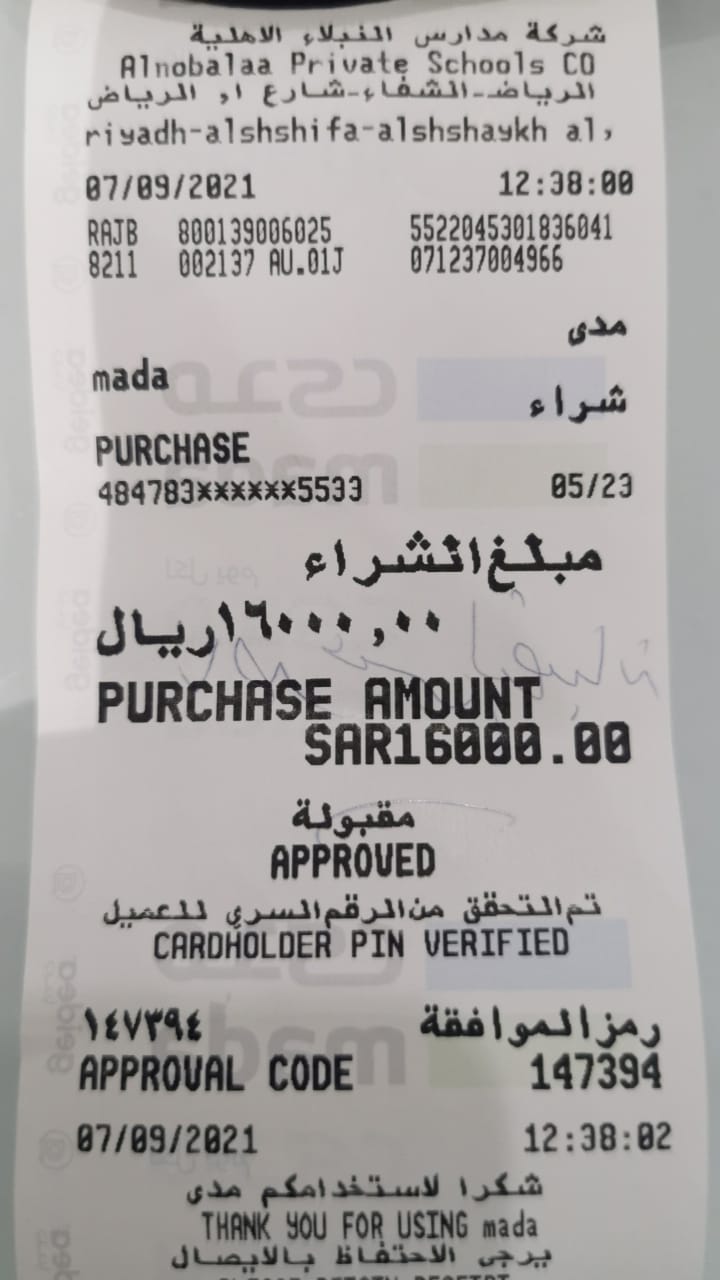 شركة مدارس النبلاء الاهلية
Alnobalaa Private Schools CO
الرياض-الشفاء-شارع ا, الرياض
riyadh-alshshifa-alshshaykh al,
07/09/2021 12:38:00
RAJB 800139006025 5522045301836041
8211 002137 AU.01J 071237004966
مدى
mada
شراء
PURCHASE
484783******5533 05/23
مبلغ الشراء
١٦٠٠٠,٠٠ ريال
PURCHASE AMOUNT
SAR16000.00
مقبولة
APPROVED
تم التحقق من الرقم السري للعميل
CARDHOLDER PIN VERIFIED
رمز الموافقة ١٤٧٣٩٤
APPROVAL CODE 147394
07/09/2021 12:38:02
شكرا لاستخدامكم مدى
THANK YOU FOR USING mada
يرجى الاحتفاظ بالايصال